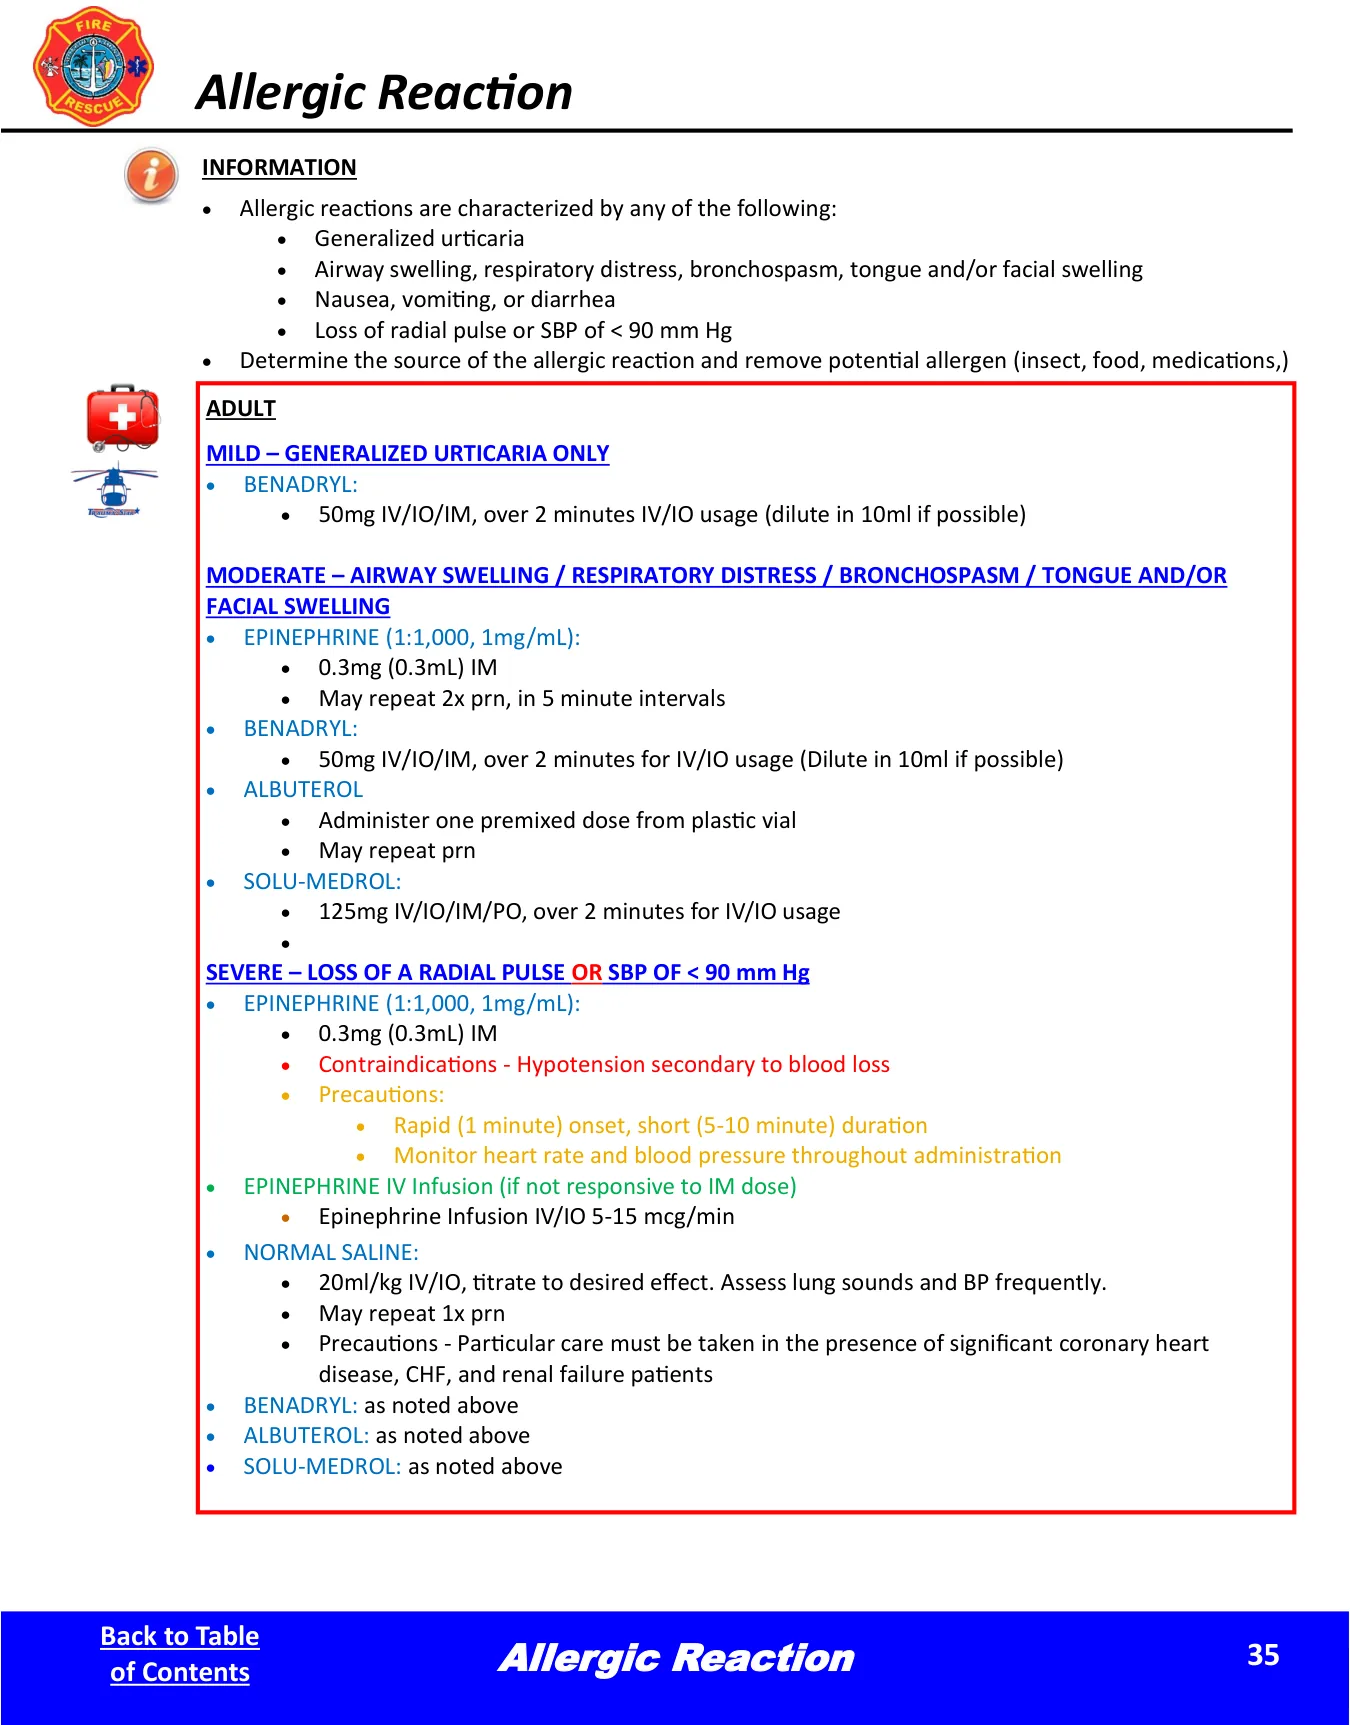 FIRE
RESCUE
Allergic Reaction
INFORMATION
• Allergic reactions are characterized by any of the following:
• Generalized urticaria
• Airway swelling, respiratory distress, bronchospasm, tongue and/or facial swelling
• Nausea, vomiting, or diarrhea
• Loss of radial pulse or SBP of < 90 mm Hg
• Determine the source of the allergic reaction and remove potential allergen (insect, food, medications,)
ADULT
MILD – GENERALIZED URTICARIA ONLY
• BENADRYL:
• 50mg IV/IO/IM, over 2 minutes IV/IO usage (dilute in 10ml if possible)
MODERATE – AIRWAY SWELLING / RESPIRATORY DISTRESS / BRONCHOSPASM / TONGUE AND/OR
FACIAL SWELLING
• EPINEPHRINE (1:1,000, 1mg/mL):
• 0.3mg (0.3mL) IM
• May repeat 2x prn, in 5 minute intervals
• BENADRYL:
• 50mg IV/IO/IM, over 2 minutes for IV/IO usage (Dilute in 10ml if possible)
• ALBUTEROL
• Administer one premixed dose from plastic vial
• May repeat prn
• SOLU-MEDROL:
• 125mg IV/IO/IM/PO, over 2 minutes for IV/IO usage
•
SEVERE – LOSS OF A RADIAL PULSE OR SBP OF < 90 mm Hg
• EPINEPHRINE (1:1,000, 1mg/mL):
• 0.3mg (0.3mL) IM
• Contraindications - Hypotension secondary to blood loss
• Precautions:
• Rapid (1 minute) onset, short (5-10 minute) duration
• Monitor heart rate and blood pressure throughout administration
• EPINEPHRINE IV Infusion (if not responsive to IM dose)
• Epinephrine Infusion IV/IO 5-15 mcg/min
• NORMAL SALINE:
• 20ml/kg IV/IO, titrate to desired effect. Assess lung sounds and BP frequently.
• May repeat 1x prn
• Precautions - Particular care must be taken in the presence of significant coronary heart
disease, CHF, and renal failure patients
• BENADRYL: as noted above
• ALBUTEROL: as noted above
• SOLU-MEDROL: as noted above
Back to Table
of Contents
Allergic Reaction
35